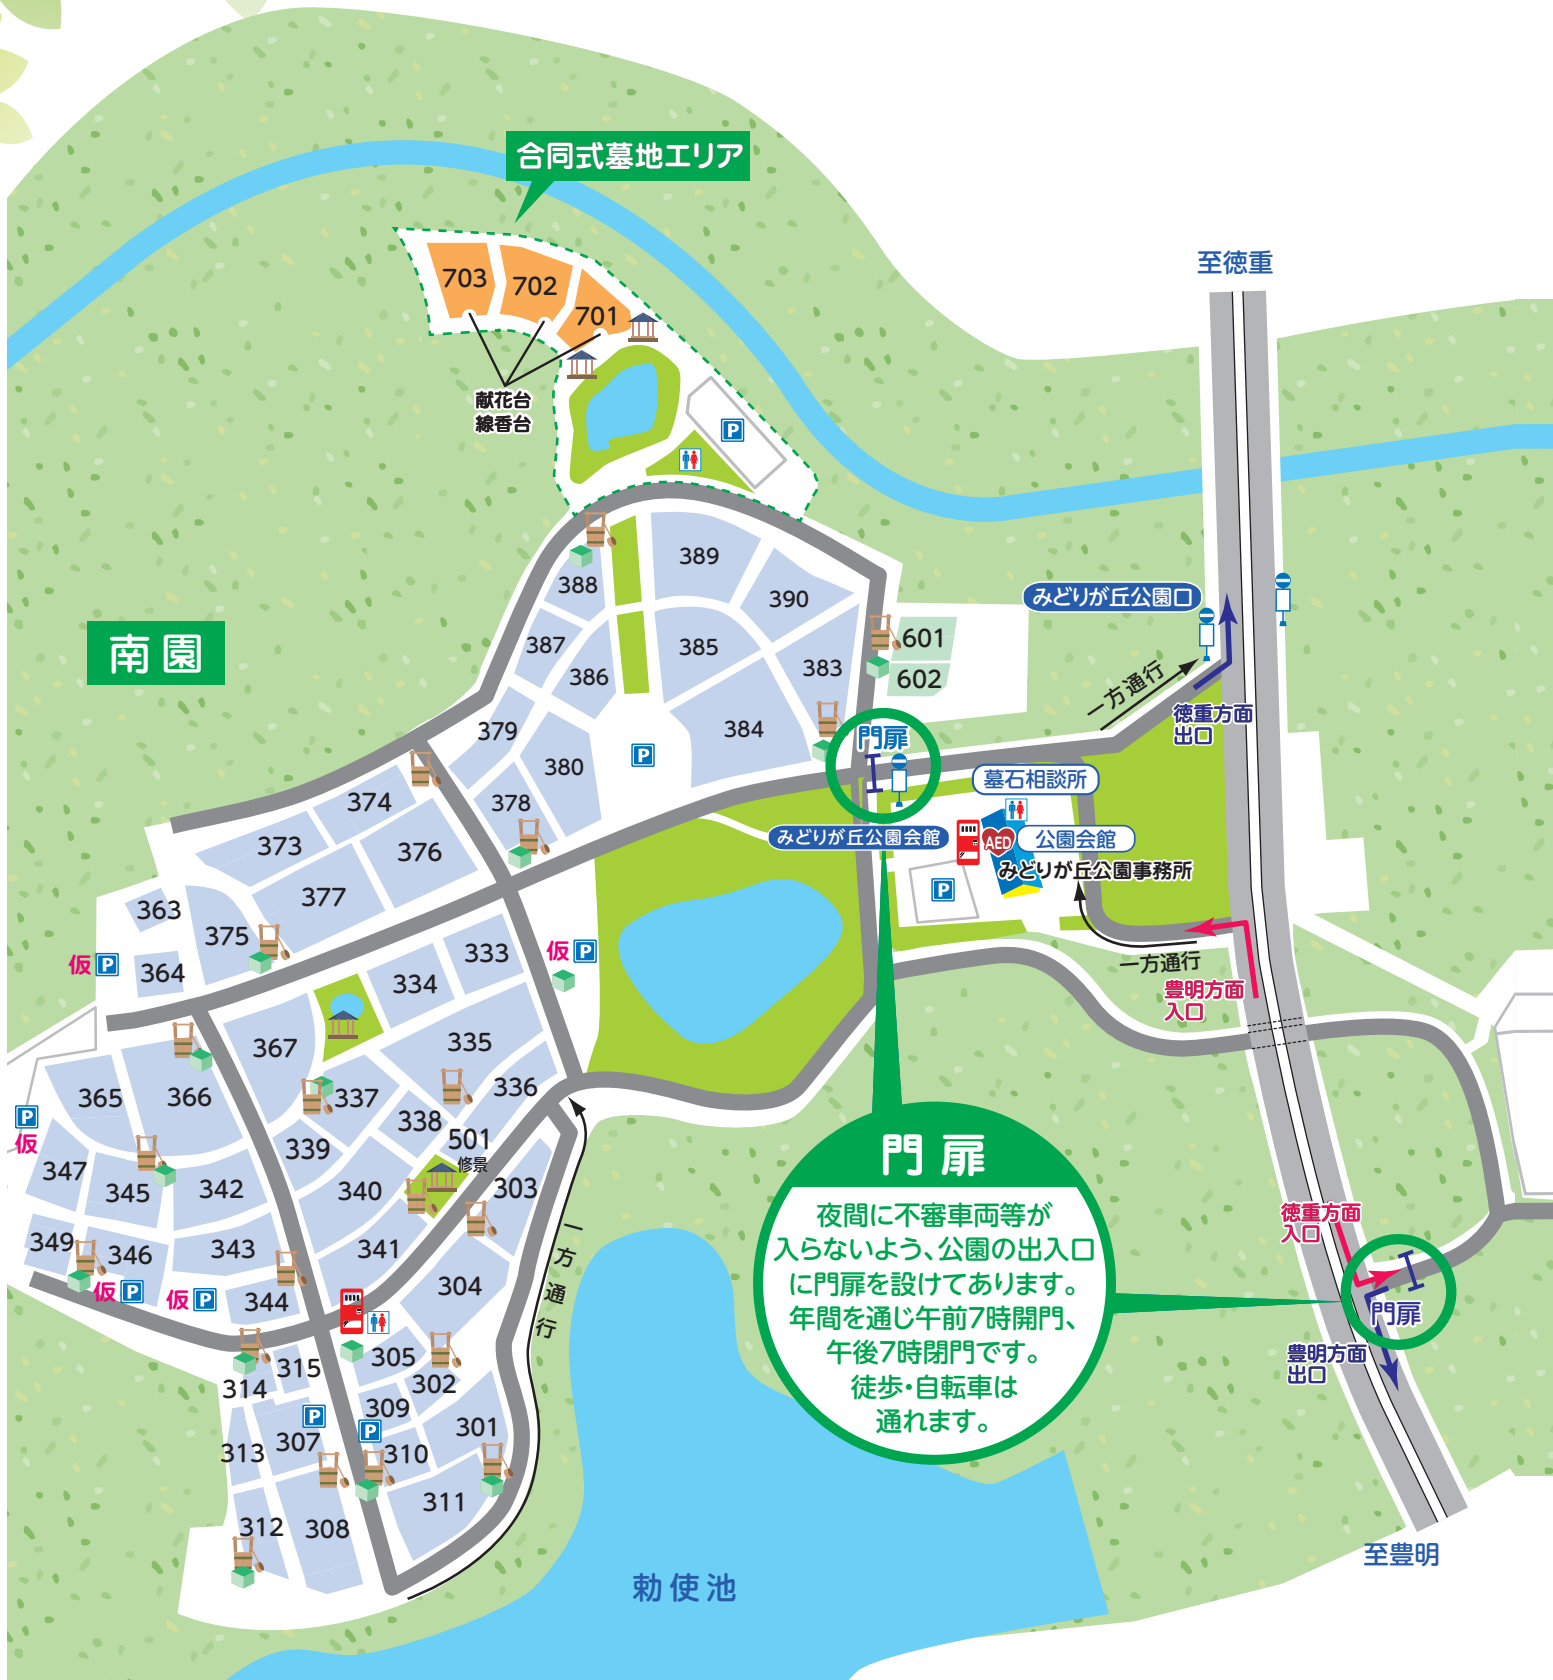 合同式墓地エリア
703
702
701
献花台
線香台
P
至徳重
南園
388
389
390
387
386
385
383
601
602
みどりが丘公園口
一方通行
徳重方面
出口
379
380
384
P
378
門扉
墓石相談所
みどりが丘公園会館
AED
公園会館
みどりが丘公園事務所
P
374
373
376
377
363
375
364
仮 P
333
334
仮 P
一方通行
豊明方面
入口
367
335
336
365
366
337
338
501
修景
P
仮
339
347
345
342
340
303
349
346
343
341
304
仮 P
仮 P
344
一方通行
305
302
315
314
309
P
P
301
313
307
310
311
312
308
門扉
夜間に不審車両等が
入らないよう、公園の出入口
に門扉を設けてあります。
年間を通じ午前7時開門、
午後7時閉門です。
徒歩・自転車は
通れます。
徳重方面
入口
門扉
豊明方面
出口
至豊明
勅使池